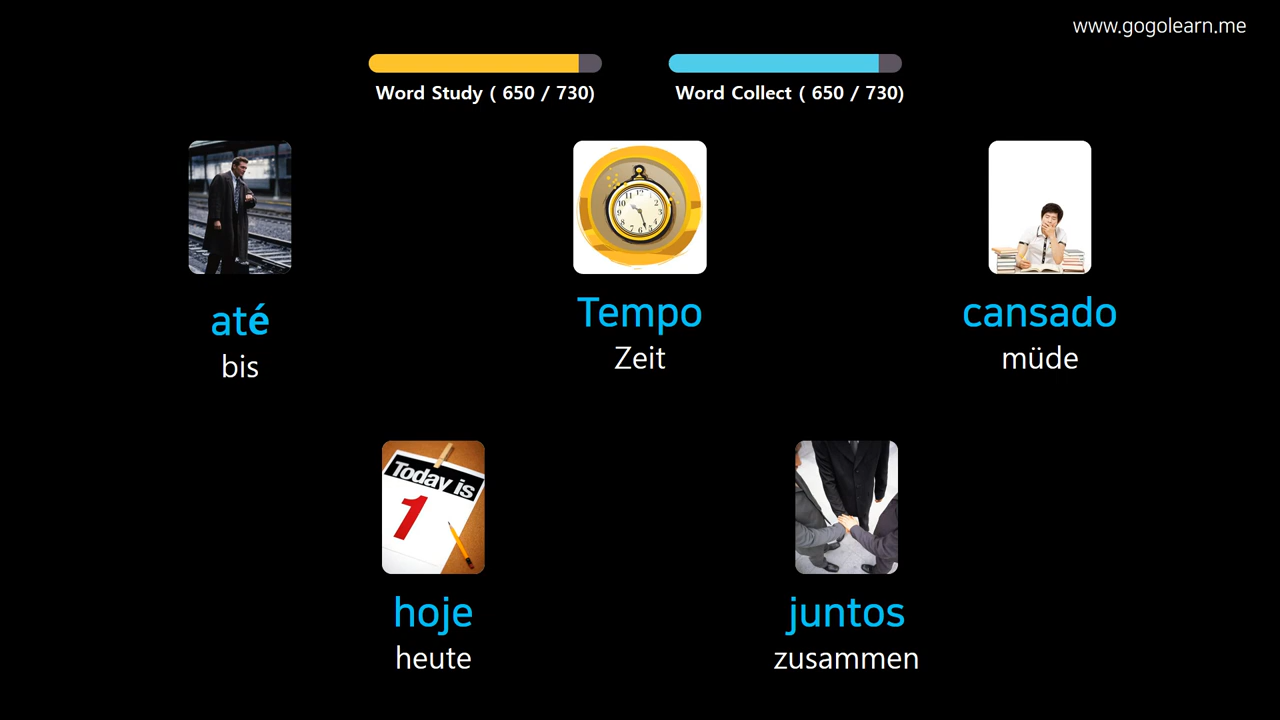 www.gogolearn.me
Word Study ( 650 / 730)
Word Collect ( 650 / 730)
até
bis
Tempo
Zeit
cansado
müde
Today is
1
hoje
heute
juntos
zusammen